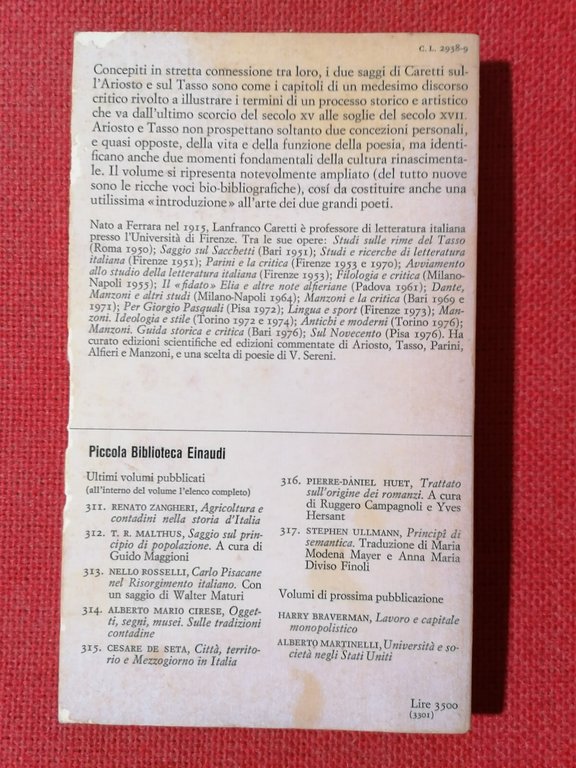 C. L. 2938-9
Concepiti in stretta connessione tra loro, i due saggi di Caretti sul-
l'Ariosto e sul Tasso sono come i capitoli di un medesimo discorso
critico rivolto a illustrare i termini di un processo storico e artistico
che va dall'ultimo scorcio del secolo XV alle soglie del secolo XVII.
Ariosto e Tasso non prospettano soltanto due concezioni personali,
e quasi opposte, della vita e della funzione della poesia, ma identi-
ficano anche due momenti fondamentali della cultura rinascimenta-
le. Il volume si ripresenta notevolmente ampliato (del tutto nuove
sono le ricche voci bio-bibliografiche), cosí da costituire anche una
utilissima «introduzione» all'arte dei due grandi poeti.
Nato a Ferrara nel 1915, Lanfranco Caretti è professore di letteratura italiana
presso l'Università di Firenze. Tra le sue opere: Studi sulle rime del Tasso
(Roma 1950); Saggio sul Sacchetti (Bari 1951); Studi e ricerche di letteratura
italiana (Firenze 1951); Parini e la critica (Firenze 1953 e 1970); Avviamento
allo studio della letteratura italiana (Firenze 1953); Filologia e critica (Milano-
Napoli 1955); Il «fidato» Elia e altre note alfieriane (Padova 1961); Dante,
Manzoni e altri studi (Milano-Napoli 1964); Manzoni e la critica (Bari 1969 e
1971); Per Giorgio Pasquali (Pisa 1972); Lingua e sport (Firenze 1973); Man-
zoni. Ideologia e stile (Torino 1972 e 1974); Antichi e moderni (Torino 1976);
Manzoni. Guida storica e critica (Bari 1976); Sul Novecento (Pisa 1976). Ha
curato edizioni scientifiche ed edizioni commentate di Ariosto, Tasso, Parini,
Alfieri e Manzoni, e una scelta di poesie di V. Sereni.
Piccola Biblioteca Einaudi
Ultimi volumi pubblicati
(all'interno del volume l'elenco completo)
311. RENATO ZANGHERI, Agricoltura e
contadini nella storia d'Italia
312. T. R. MALTHUS, Saggio sul prin-
cipio di popolazione. A cura di
Guido Maggioni
313. NELLO ROSSELLI, Carlo Pisacane
nel Risorgimento italiano. Con
un saggio di Walter Maturi
314. ALBERTO MARIO CIRESE, Ogget-
ti, segni, musei. Sulle tradizioni
contadine
315. CESARE DE SETA, Città, territo-
rio e Mezzogiorno in Italia
316. PIERRE-DANIEL HUET, Trattato
sull'origine dei romanzi. A cura
di Ruggero Campagnoli e Yves
Hersant
317. STEPHEN ULLMANN, Principî di
semantica. Traduzione di Maria
Modena Mayer e Anna Maria
Diviso Finoli
Volumi di prossima pubblicazione
HARRY BRAVERMAN, Lavoro e capitale
monopolistico
ALBERTO MARTINELLI, Università e so-
cietà negli Stati Uniti
Lire 3500
(3301)